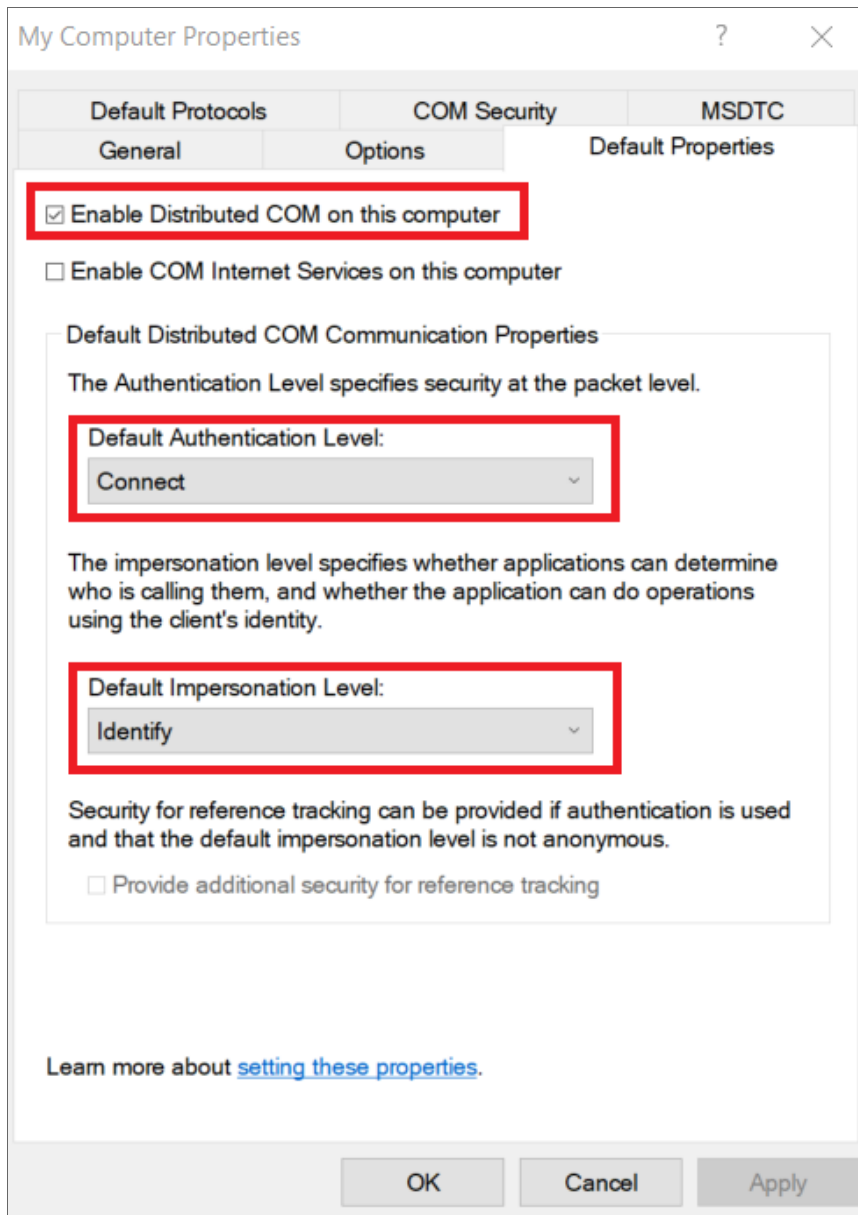 My Computer Properties
?
Default Protocols
COM Security
MSDTC
General
Options
Default Properties
Enable Distributed COM on this computer
Enable COM Internet Services on this computer
Default Distributed COM Communication Properties
The Authentication Level specifies security at the packet level.
Default Authentication Level:
Connect
The impersonation level specifies whether applications can determine
who is calling them, and whether the application can do operations
using the client's identity.
Default Impersonation Level:
Identify
Security for reference tracking can be provided if authentication is used
and that the default impersonation level is not anonymous.
Provide additional security for reference tracking
Learn more about setting these properties.
OK
Cancel
Apply